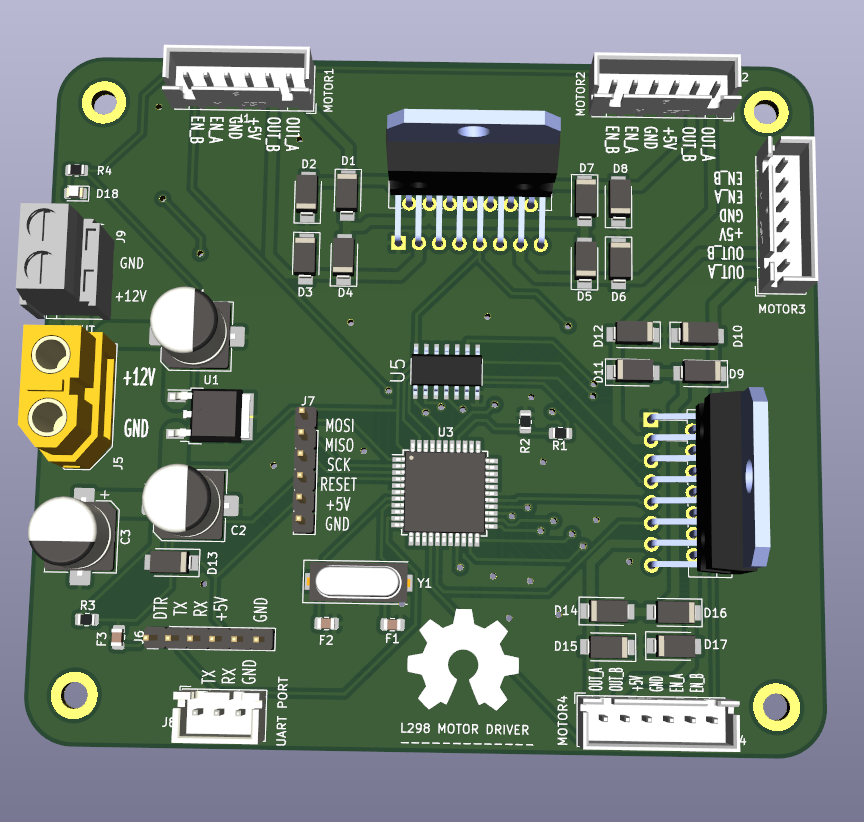 MOTOR1
EN_B
EN_A
GND
+5V
OUT_B
OUT_A
MOTOR2
2
EN_B
EN_A
GND
+5V
OUT_B
OUT_A
R4
D18
D2
D1
D7
D8
EN_B
EN_A
GND
+5V
OUT_B
OUT_A
MOTOR3
J9
GND
+12V
D3
D4
D5
D6
D12
D10
D11
D9
U1
+12V
GND
J5
U5
J7
MOSI
MISO
SCK
RESET
+5V
GND
U3
R2
R1
C3
+
C2
D13
Y1
R3
F3
DTR
TX
RX
+5V
GND
J6
F2
F1
D14
D16
D15
D17
TX
RX
GND
UART PORT
L298 MOTOR DRIVER
MOTOR4
OUT_A
OUT_B
+5V
GND
EN_A
EN_B
4